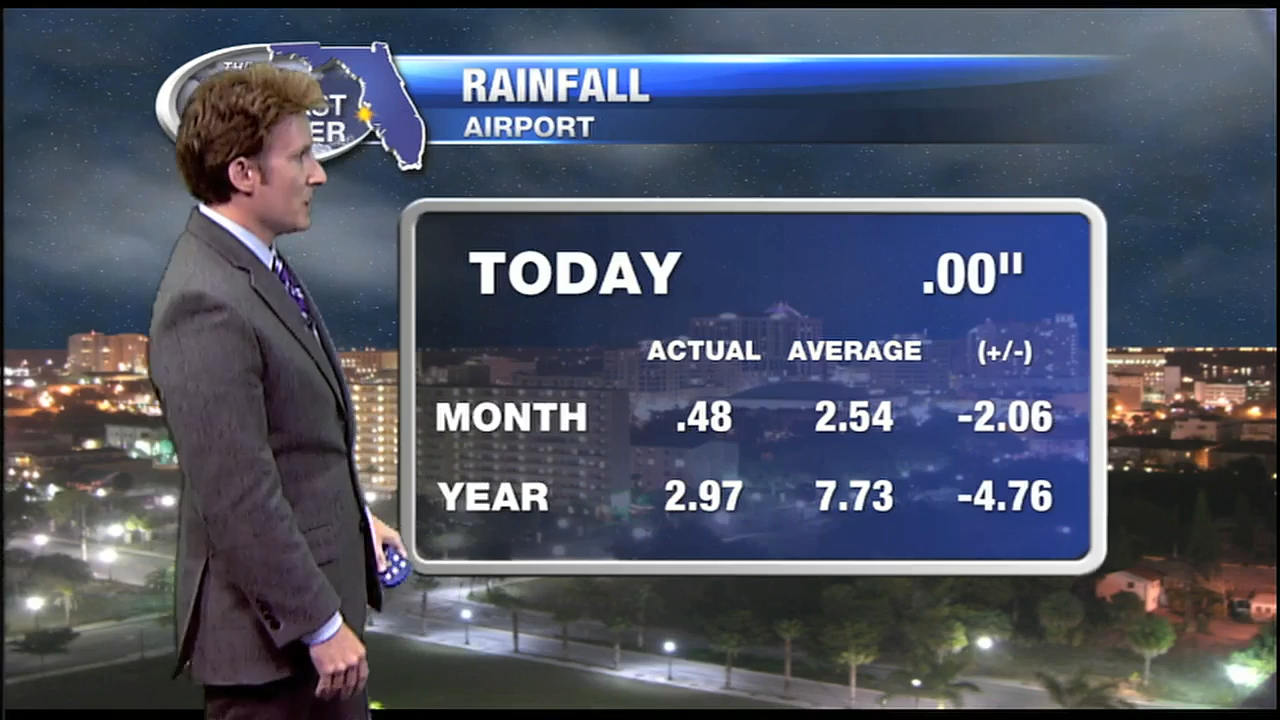 THE
RAINFALL
AIRPORT
TODAY .00"
ACTUAL AVERAGE (+/-)
MONTH .48 2.54 -2.06
YEAR 2.97 7.73 -4.76